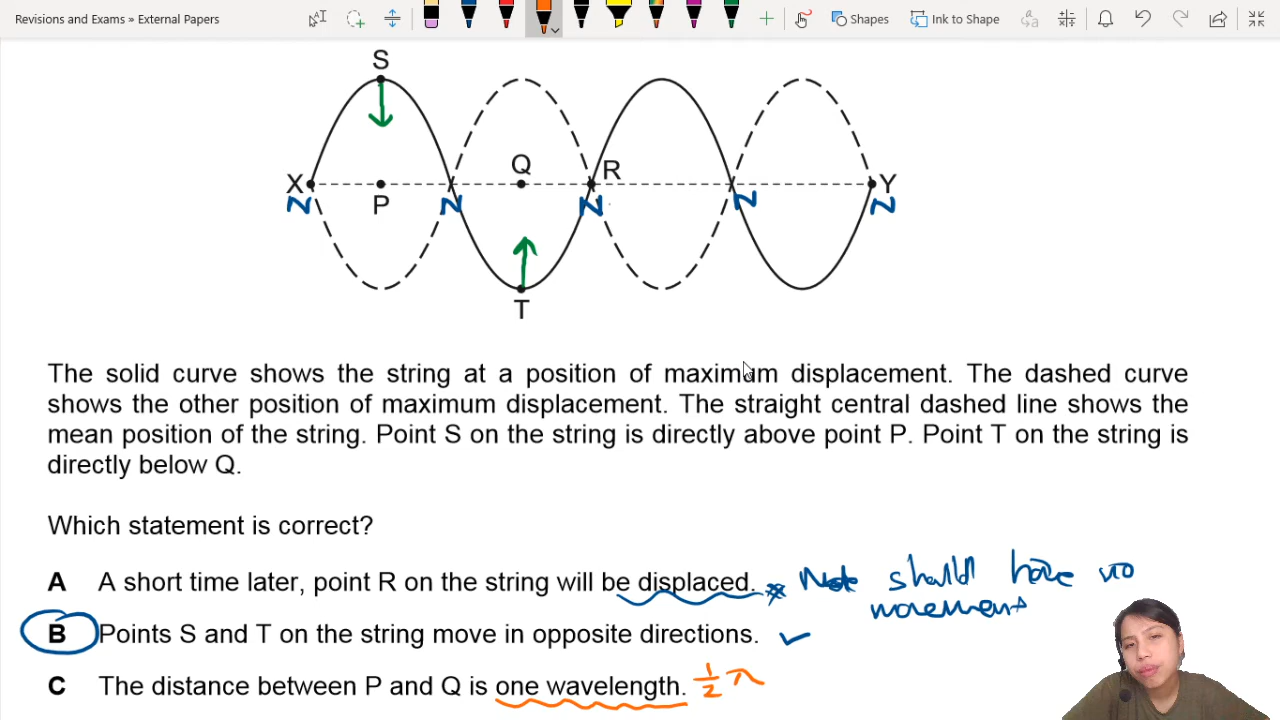 Revisions and Exams » External Papers
Shapes
Ink to Shape
S
Q
R
X
P
Y
N
N
N
N
N
T
The solid curve shows the string at a position of maximum displacement. The dashed curve
shows the other position of maximum displacement. The straight central dashed line shows the
mean position of the string. Point S on the string is directly above point P. Point T on the string is
directly below Q.
Which statement is correct?
A A short time later, point R on the string will be displaced. * Node should have no
movement
B Points S and T on the string move in opposite directions. ✓
C The distance between P and Q is one wavelength. ½ λ